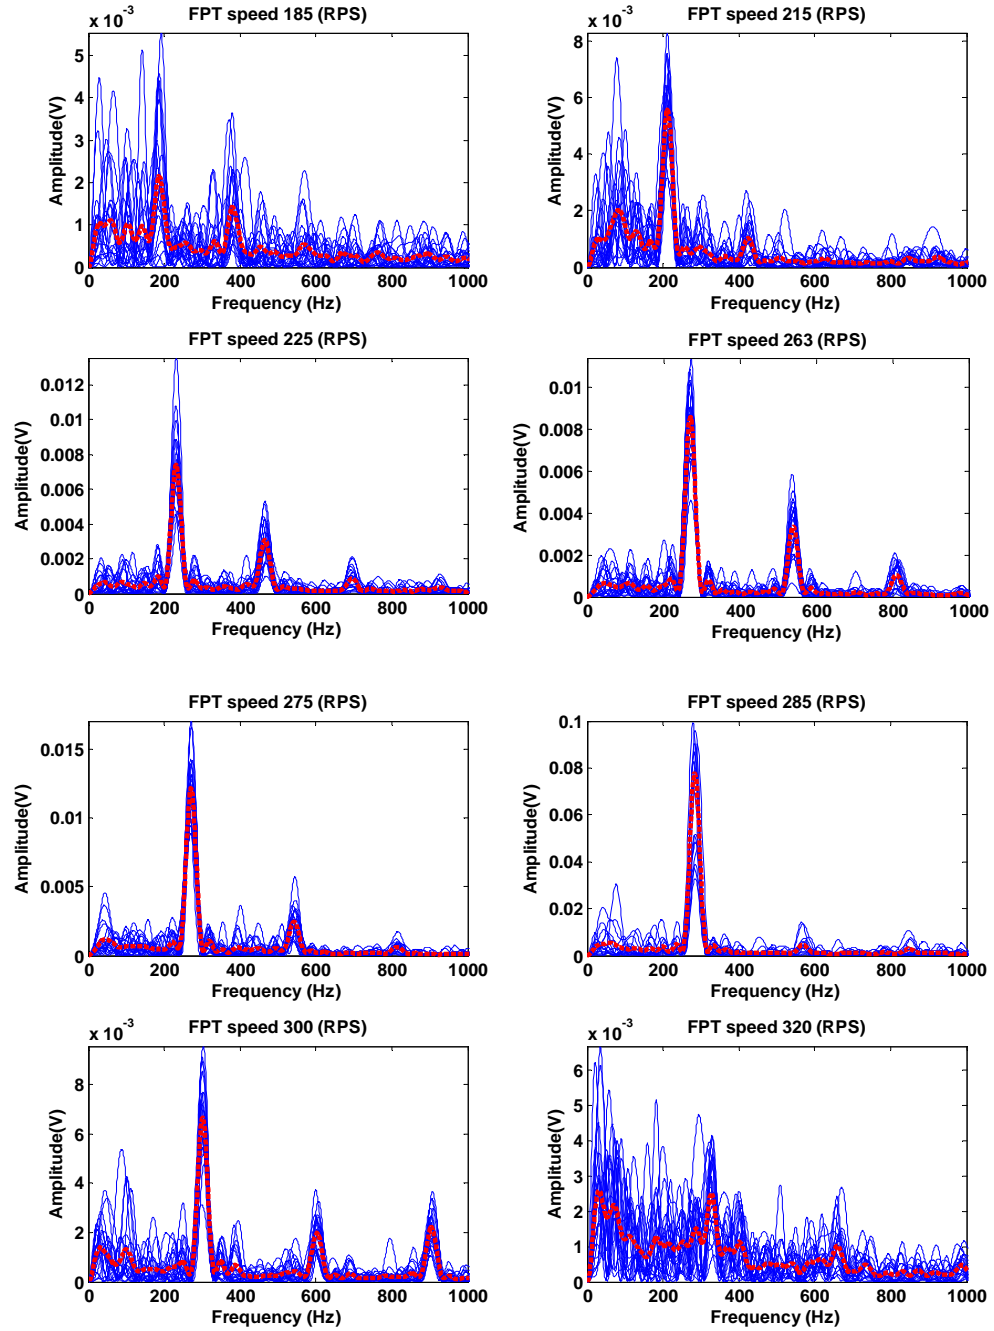 FPT speed 185 (RPS)
x 10-3
5
4
3
2
1
0
Amplitude(V)
0 200 400 600 800 1000
Frequency (Hz)
FPT speed 215 (RPS)
x 10-3
8
6
4
2
0
Amplitude(V)
0 200 400 600 800 1000
Frequency (Hz)
FPT speed 225 (RPS)
0.012
0.01
0.008
0.006
0.004
0.002
0
Amplitude(V)
0 200 400 600 800 1000
Frequency (Hz)
FPT speed 263 (RPS)
0.01
0.008
0.006
0.004
0.002
0
Amplitude(V)
0 200 400 600 800 1000
Frequency (Hz)
FPT speed 275 (RPS)
0.015
0.01
0.005
0
Amplitude(V)
0 200 400 600 800 1000
Frequency (Hz)
FPT speed 285 (RPS)
0.1
0.08
0.06
0.04
0.02
0
Amplitude(V)
0 200 400 600 800 1000
Frequency (Hz)
FPT speed 300 (RPS)
x 10-3
8
6
4
2
0
Amplitude(V)
0 200 400 600 800 1000
Frequency (Hz)
FPT speed 320 (RPS)
x 10-3
6
5
4
3
2
1
0
Amplitude(V)
0 200 400 600 800 1000
Frequency (Hz)